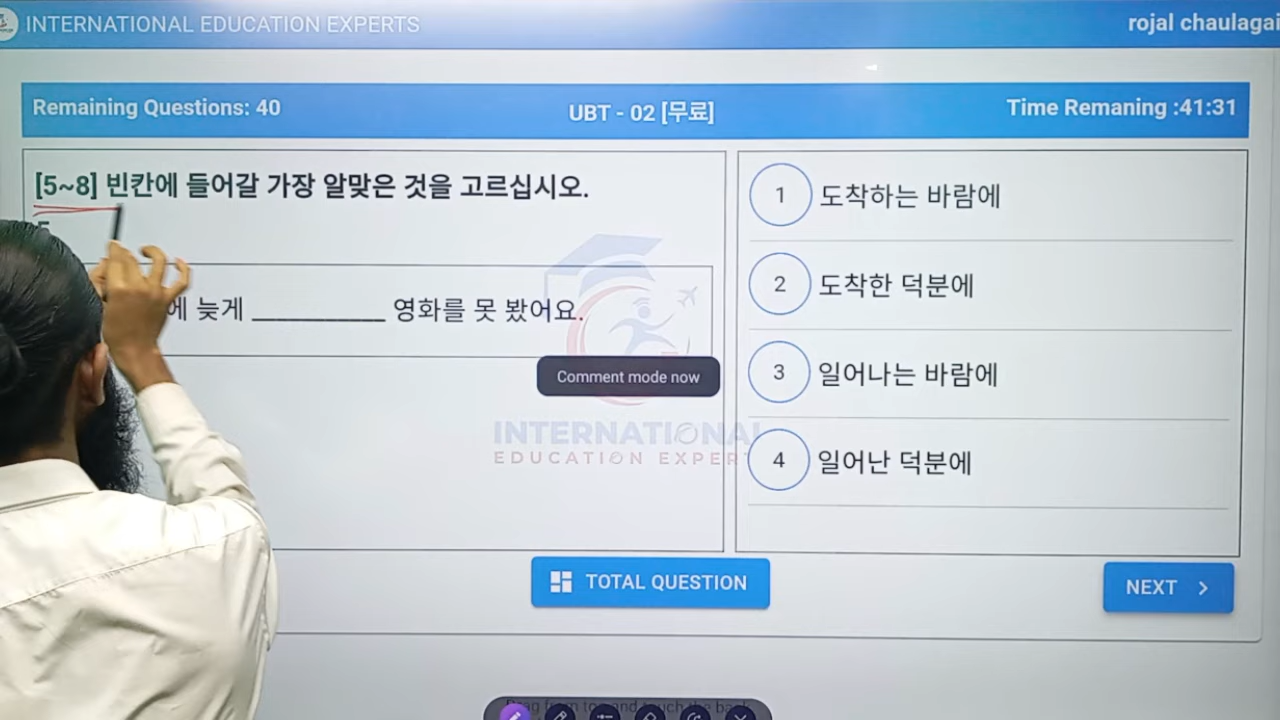 INTERNATIONAL EDUCATION EXPERTS
rojal chaulagai
Remaining Questions: 40
UBT - 02 [무료]
Time Remaning :41:31
[5~8] 빈칸에 들어갈 가장 알맞은 것을 고르십시오.
에 늦게 __________ 영화를 못 봤어요.
Comment mode now
INTERNATIONAL
EDUCATION EXPER
1 도착하는 바람에
2 도착한 덕분에
3 일어나는 바람에
4 일어난 덕분에
TOTAL QUESTION
NEXT